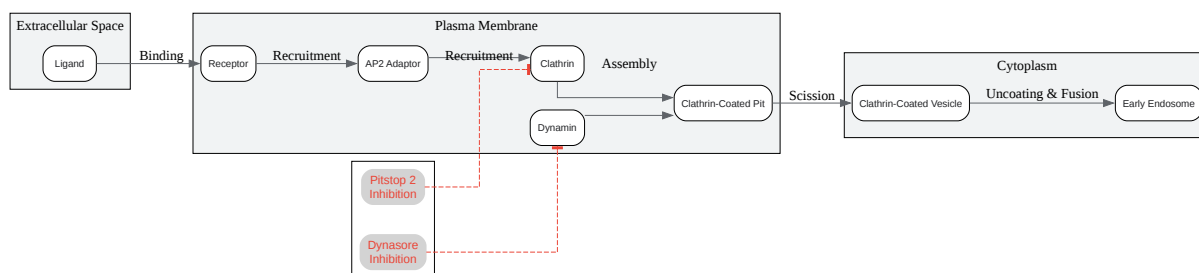 Extracellular Space
Plasma Membrane
Cytoplasm
Ligand
Binding
Receptor
Recruitment
AP2 Adaptor
Recruitment
Clathrin
Assembly
Clathrin-Coated Pit
Scission
Clathrin-Coated Vesicle
Uncoating & Fusion
Early Endosome
Dynamin
Pitstop 2
Inhibition
Dynasore
Inhibition